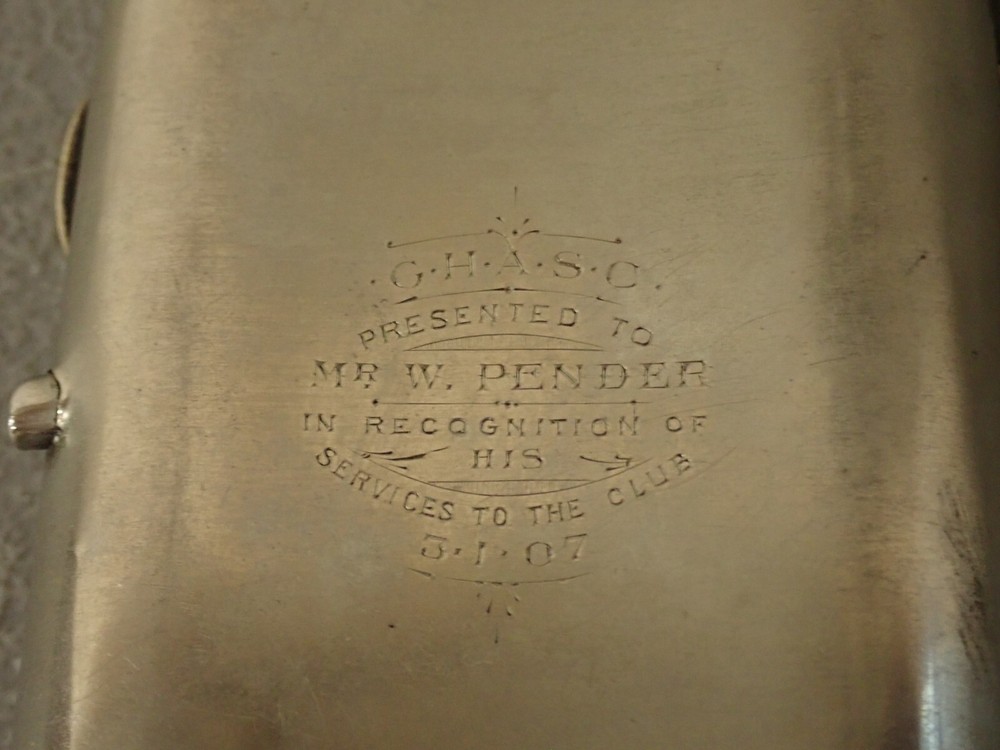 ·G·H·A·S·C·
PRESENTED TO
MR. W. PENDER
IN RECOGNITION OF
HIS
SERVICES TO THE CLUB
3·1·07